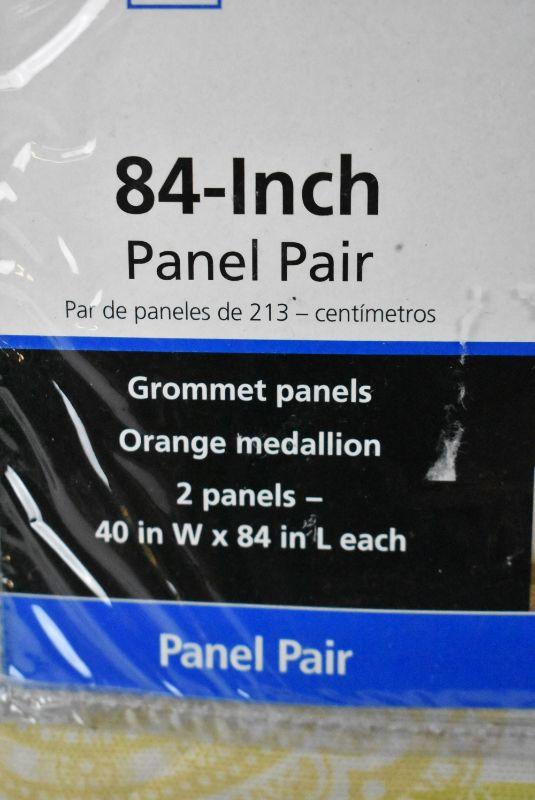 84-Inch
Panel Pair
Par de paneles de 213 – centímetros
Grommet panels
Orange medallion
2 panels –
40 in W x 84 in L each
Panel Pair